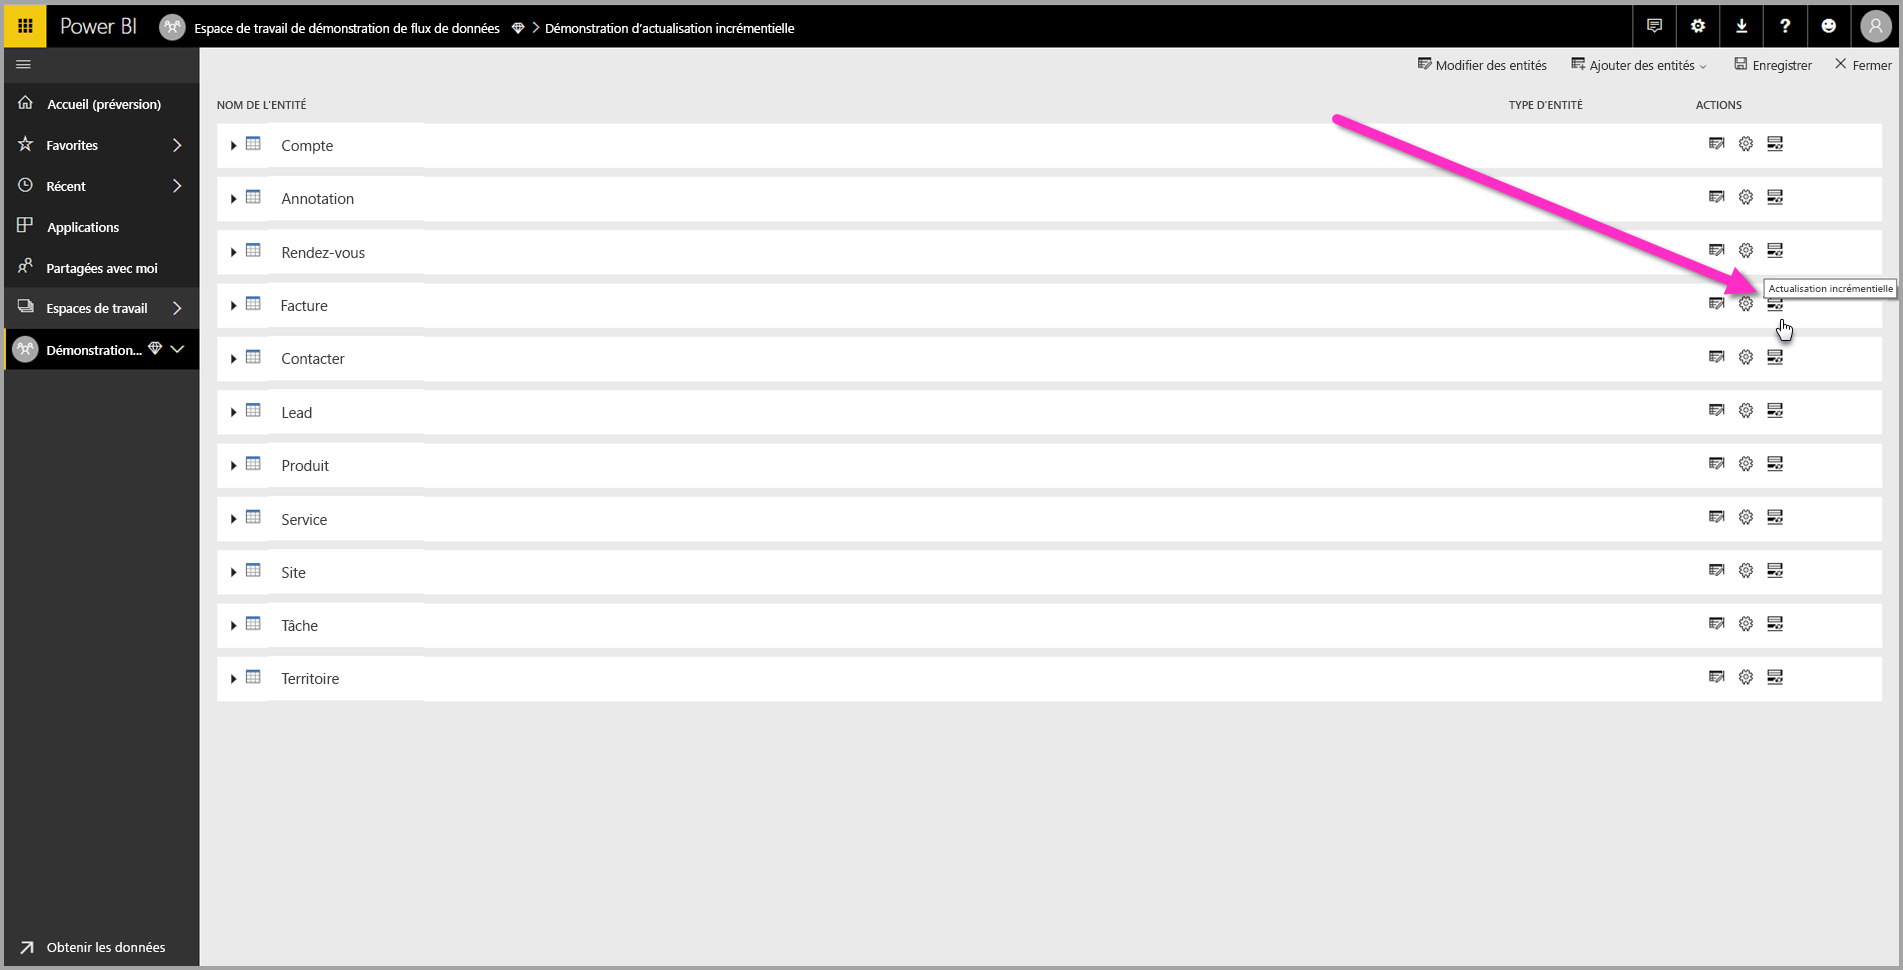 Power BI
Espace de travail de démonstration de flux de données > Démonstration d'actualisation incrémentielle
Modifier des entités
Ajouter des entités
Enregistrer
Fermer
Accueil (préversion)
Favorites
Récent
Applications
Partagées avec moi
Espaces de travail
Démonstration...
Obtenir les données
NOM DE L'ENTITÉ
TYPE D'ENTITÉ
ACTIONS
Compte
Annotation
Rendez-vous
Facture
Actualisation incrémentielle
Contacter
Lead
Produit
Service
Site
Tâche
Territoire